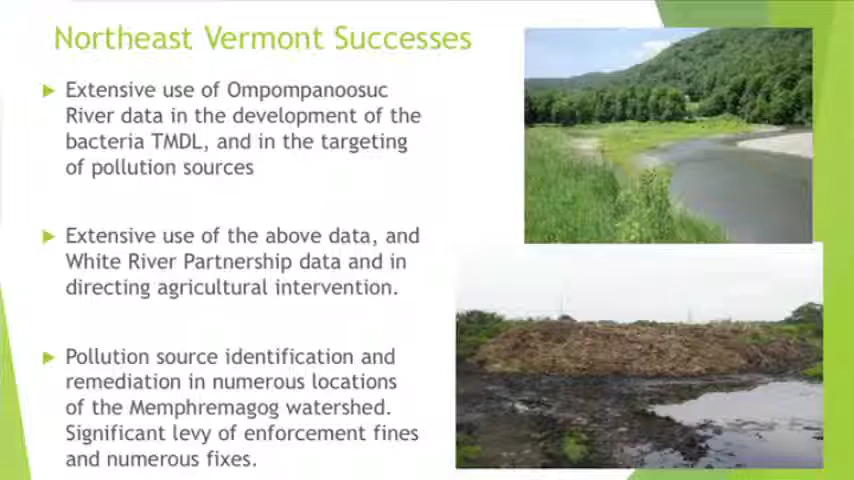 Northeast Vermont Successes
Extensive use of Ompompanoosuc
River data in the development of the
bacteria TMDL, and in the targeting
of pollution sources
Extensive use of the above data, and
White River Partnership data and in
directing agricultural intervention.
Pollution source identification and
remediation in numerous locations
of the Memphremagog watershed.
Significant levy of enforcement fines
and numerous fixes.